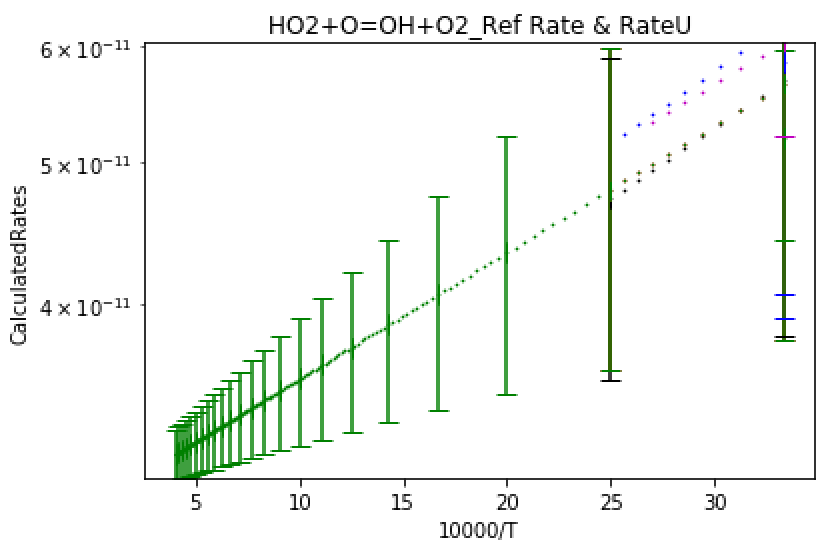 HO2+O=OH+O2_Ref Rate & RateU
6 × 10⁻¹¹
5 × 10⁻¹¹
4 × 10⁻¹¹
CalculatedRates
5 10 15 20 25 30
10000/T